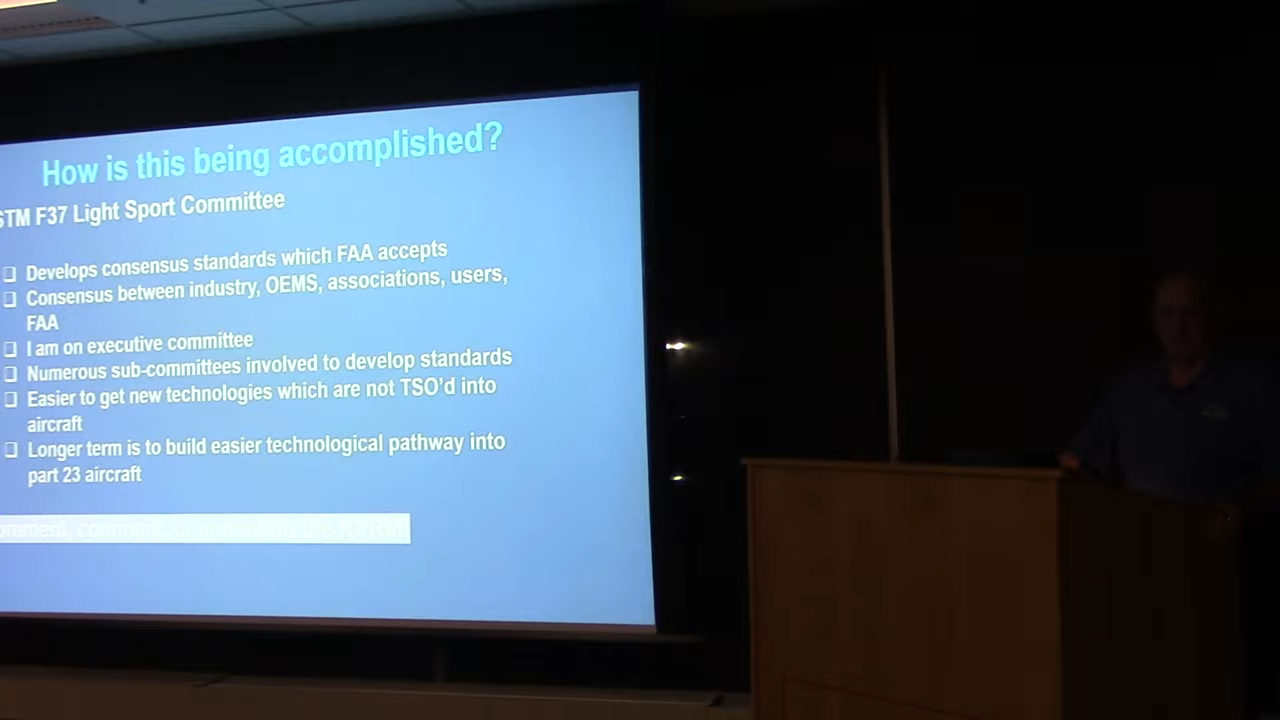 How is this being accomplished?
STM F37 Light Sport Committee
❑ Develops consensus standards which FAA accepts
❑ Consensus between industry, OEMS, associations, users,
FAA
❑ I am on executive committee
❑ Numerous sub-committees involved to develop standards
❑ Easier to get new technologies which are not TSO'd into
aircraft
❑ Longer term is to build easier technological pathway into
part 23 aircraft
omment, comment, comment